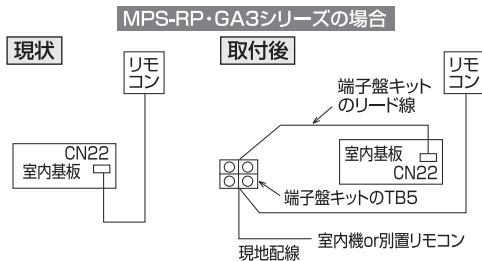 MPS-RP・GA3シリーズの場合
現状
リモ
コン
CN22
室内基板
取付後
リモ
コン
端子盤キット
のリード線
室内基板
CN22
端子盤キットのTB5
室内機or別置リモコン
現地配線